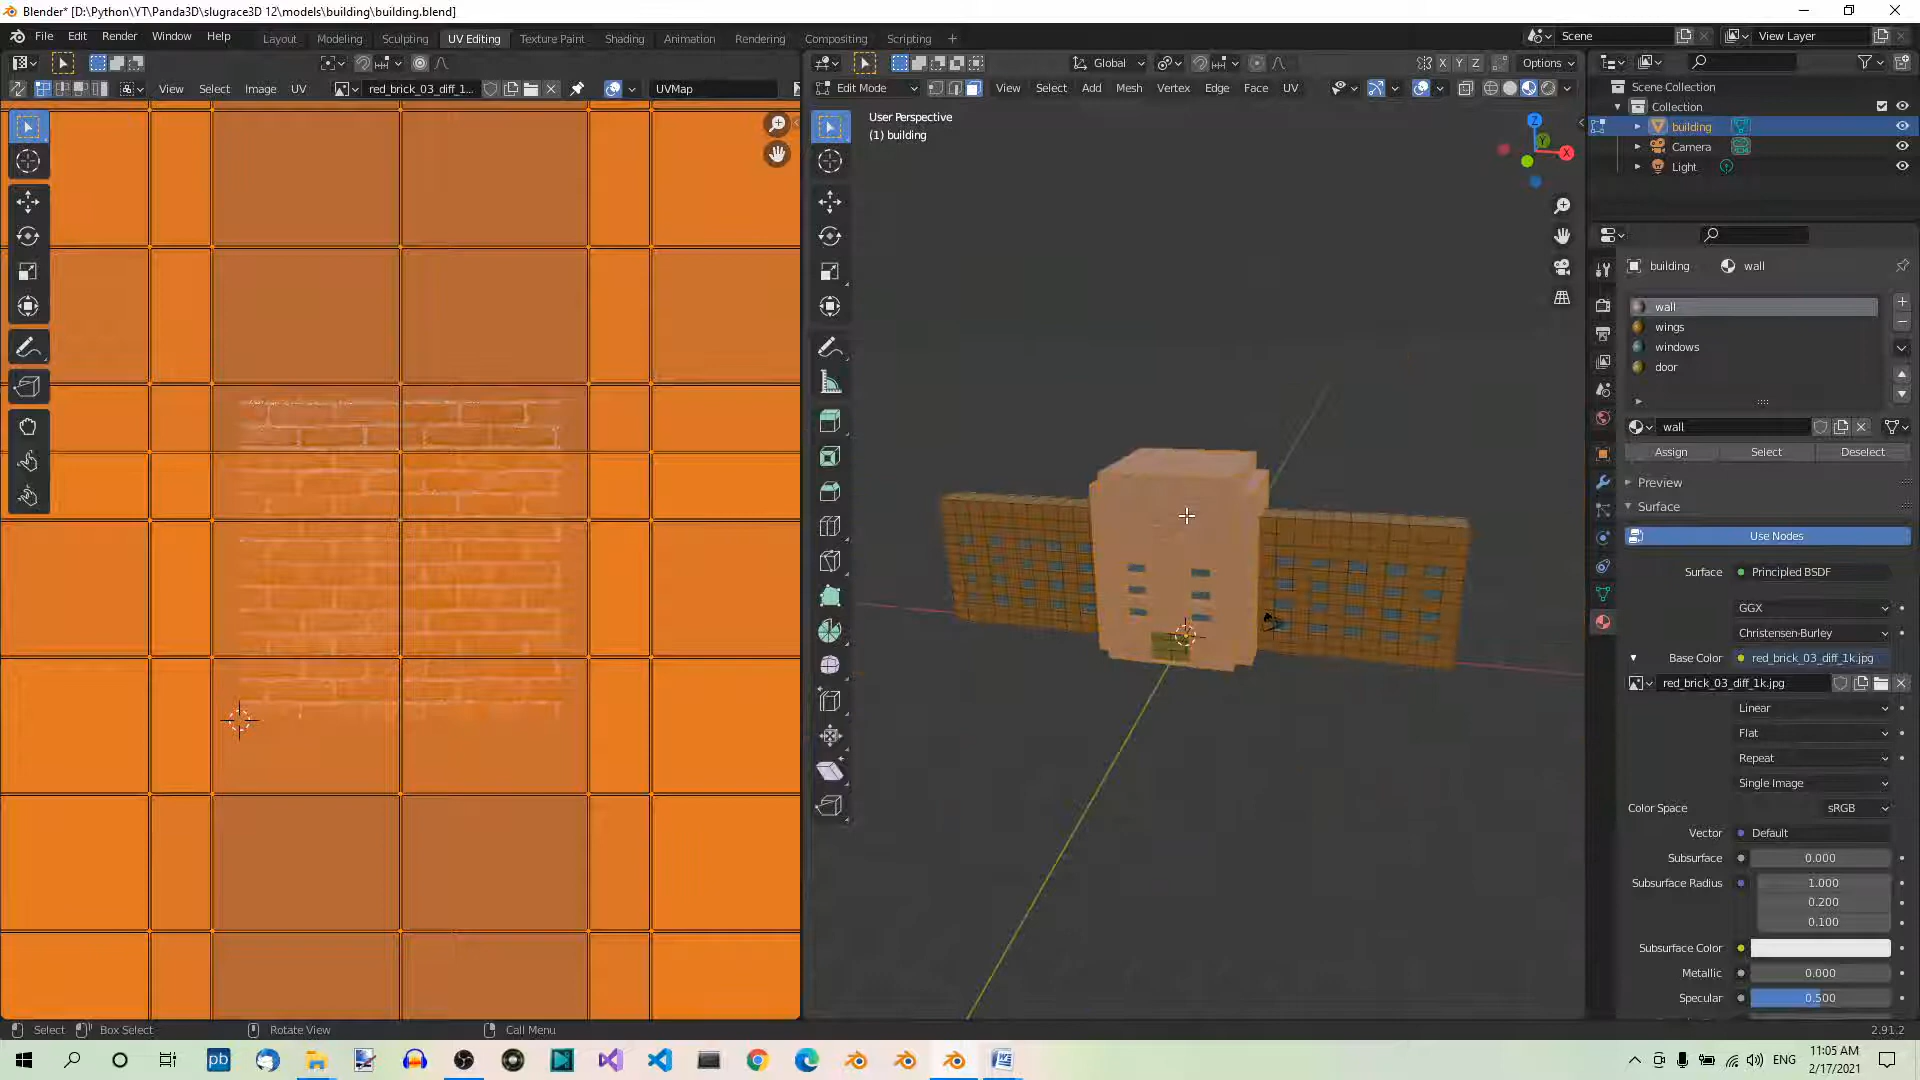 Blender* [D:\Python\YT\Panda3D\slugrace3D 12\models\building\building.blend]
File Edit Render Window Help
Layout Modeling Sculpting UV Editing Texture Paint Shading Animation Rendering Compositing Scripting
Scene
View Layer
Global
X Y Z
Options
View Select Image UV
red_brick_03_diff_1...
UVMap
Edit Mode
View Select Add Mesh Vertex Edge Face UV
User Perspective
(1) building
Z
Y
X
Scene Collection
Collection
building
Camera
Light
building
wall
wall
wings
windows
door
wall
Assign Select Deselect
Preview
Surface
Use Nodes
Surface Principled BSDF
GGX
Christensen-Burley
Base Color red_brick_03_diff_1k.jpg
red_brick_03_diff_1k.jpg
Linear
Flat
Repeat
Single Image
Color Space sRGB
Vector Default
Subsurface 0.000
Subsurface Radius 1.000
0.200
0.100
Subsurface Color
Metallic 0.000
Specular 0.500
Select Box Select Rotate View Call Menu
2.91.2
pb
ENG
11:05 AM
2/17/2021